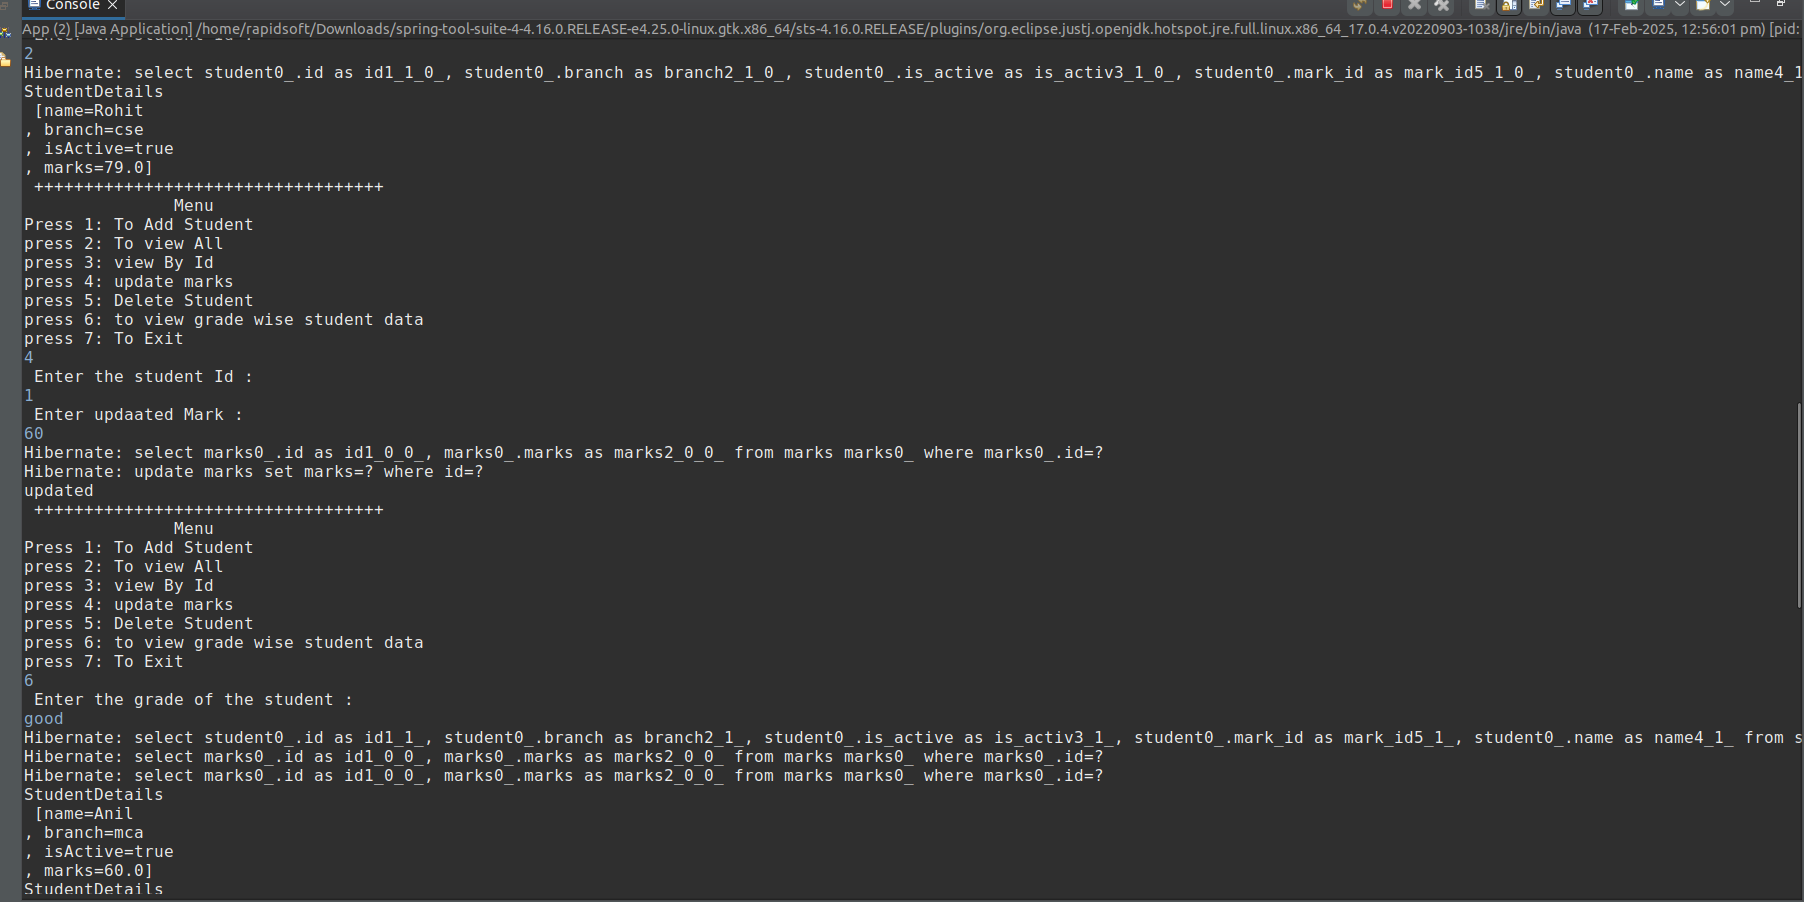 Console
App (2) [Java Application] /home/rapidsoft/Downloads/spring-tool-suite-4-4.16.0.RELEASE-e4.25.0-linux.gtk.x86_64/sts-4.16.0.RELEASE/plugins/org.eclipse.justj.openjdk.hotspot.jre.full.linux.x86_64_17.0.4.v20220903-1038/jre/bin/java (17-Feb-2025, 12:56:01 pm) [pid:
Enter the student Id :
2
Hibernate: select student0_.id as id1_1_0_, student0_.branch as branch2_1_0_, student0_.is_active as is_activ3_1_0_, student0_.mark_id as mark_id5_1_0_, student0_.name as name4_1
StudentDetails
[name=Rohit
, branch=cse
, isActive=true
, marks=79.0]
+++++++++++++++++++++++++++++++++++
Menu
Press 1: To Add Student
press 2: To view All
press 3: view By Id
press 4: update marks
press 5: Delete Student
press 6: to view grade wise student data
press 7: To Exit
4
Enter the student Id :
1
Enter updaated Mark :
60
Hibernate: select marks0_.id as id1_0_0_, marks0_.marks as marks2_0_0_ from marks marks0_ where marks0_.id=?
Hibernate: update marks set marks=? where id=?
updated
+++++++++++++++++++++++++++++++++++
Menu
Press 1: To Add Student
press 2: To view All
press 3: view By Id
press 4: update marks
press 5: Delete Student
press 6: to view grade wise student data
press 7: To Exit
6
Enter the grade of the student :
good
Hibernate: select student0_.id as id1_1_, student0_.branch as branch2_1_, student0_.is_active as is_activ3_1_, student0_.mark_id as mark_id5_1_, student0_.name as name4_1_ from s
Hibernate: select marks0_.id as id1_0_0_, marks0_.marks as marks2_0_0_ from marks marks0_ where marks0_.id=?
Hibernate: select marks0_.id as id1_0_0_, marks0_.marks as marks2_0_0_ from marks marks0_ where marks0_.id=?
StudentDetails
[name=Anil
, branch=mca
, isActive=true
, marks=60.0]
StudentDetails